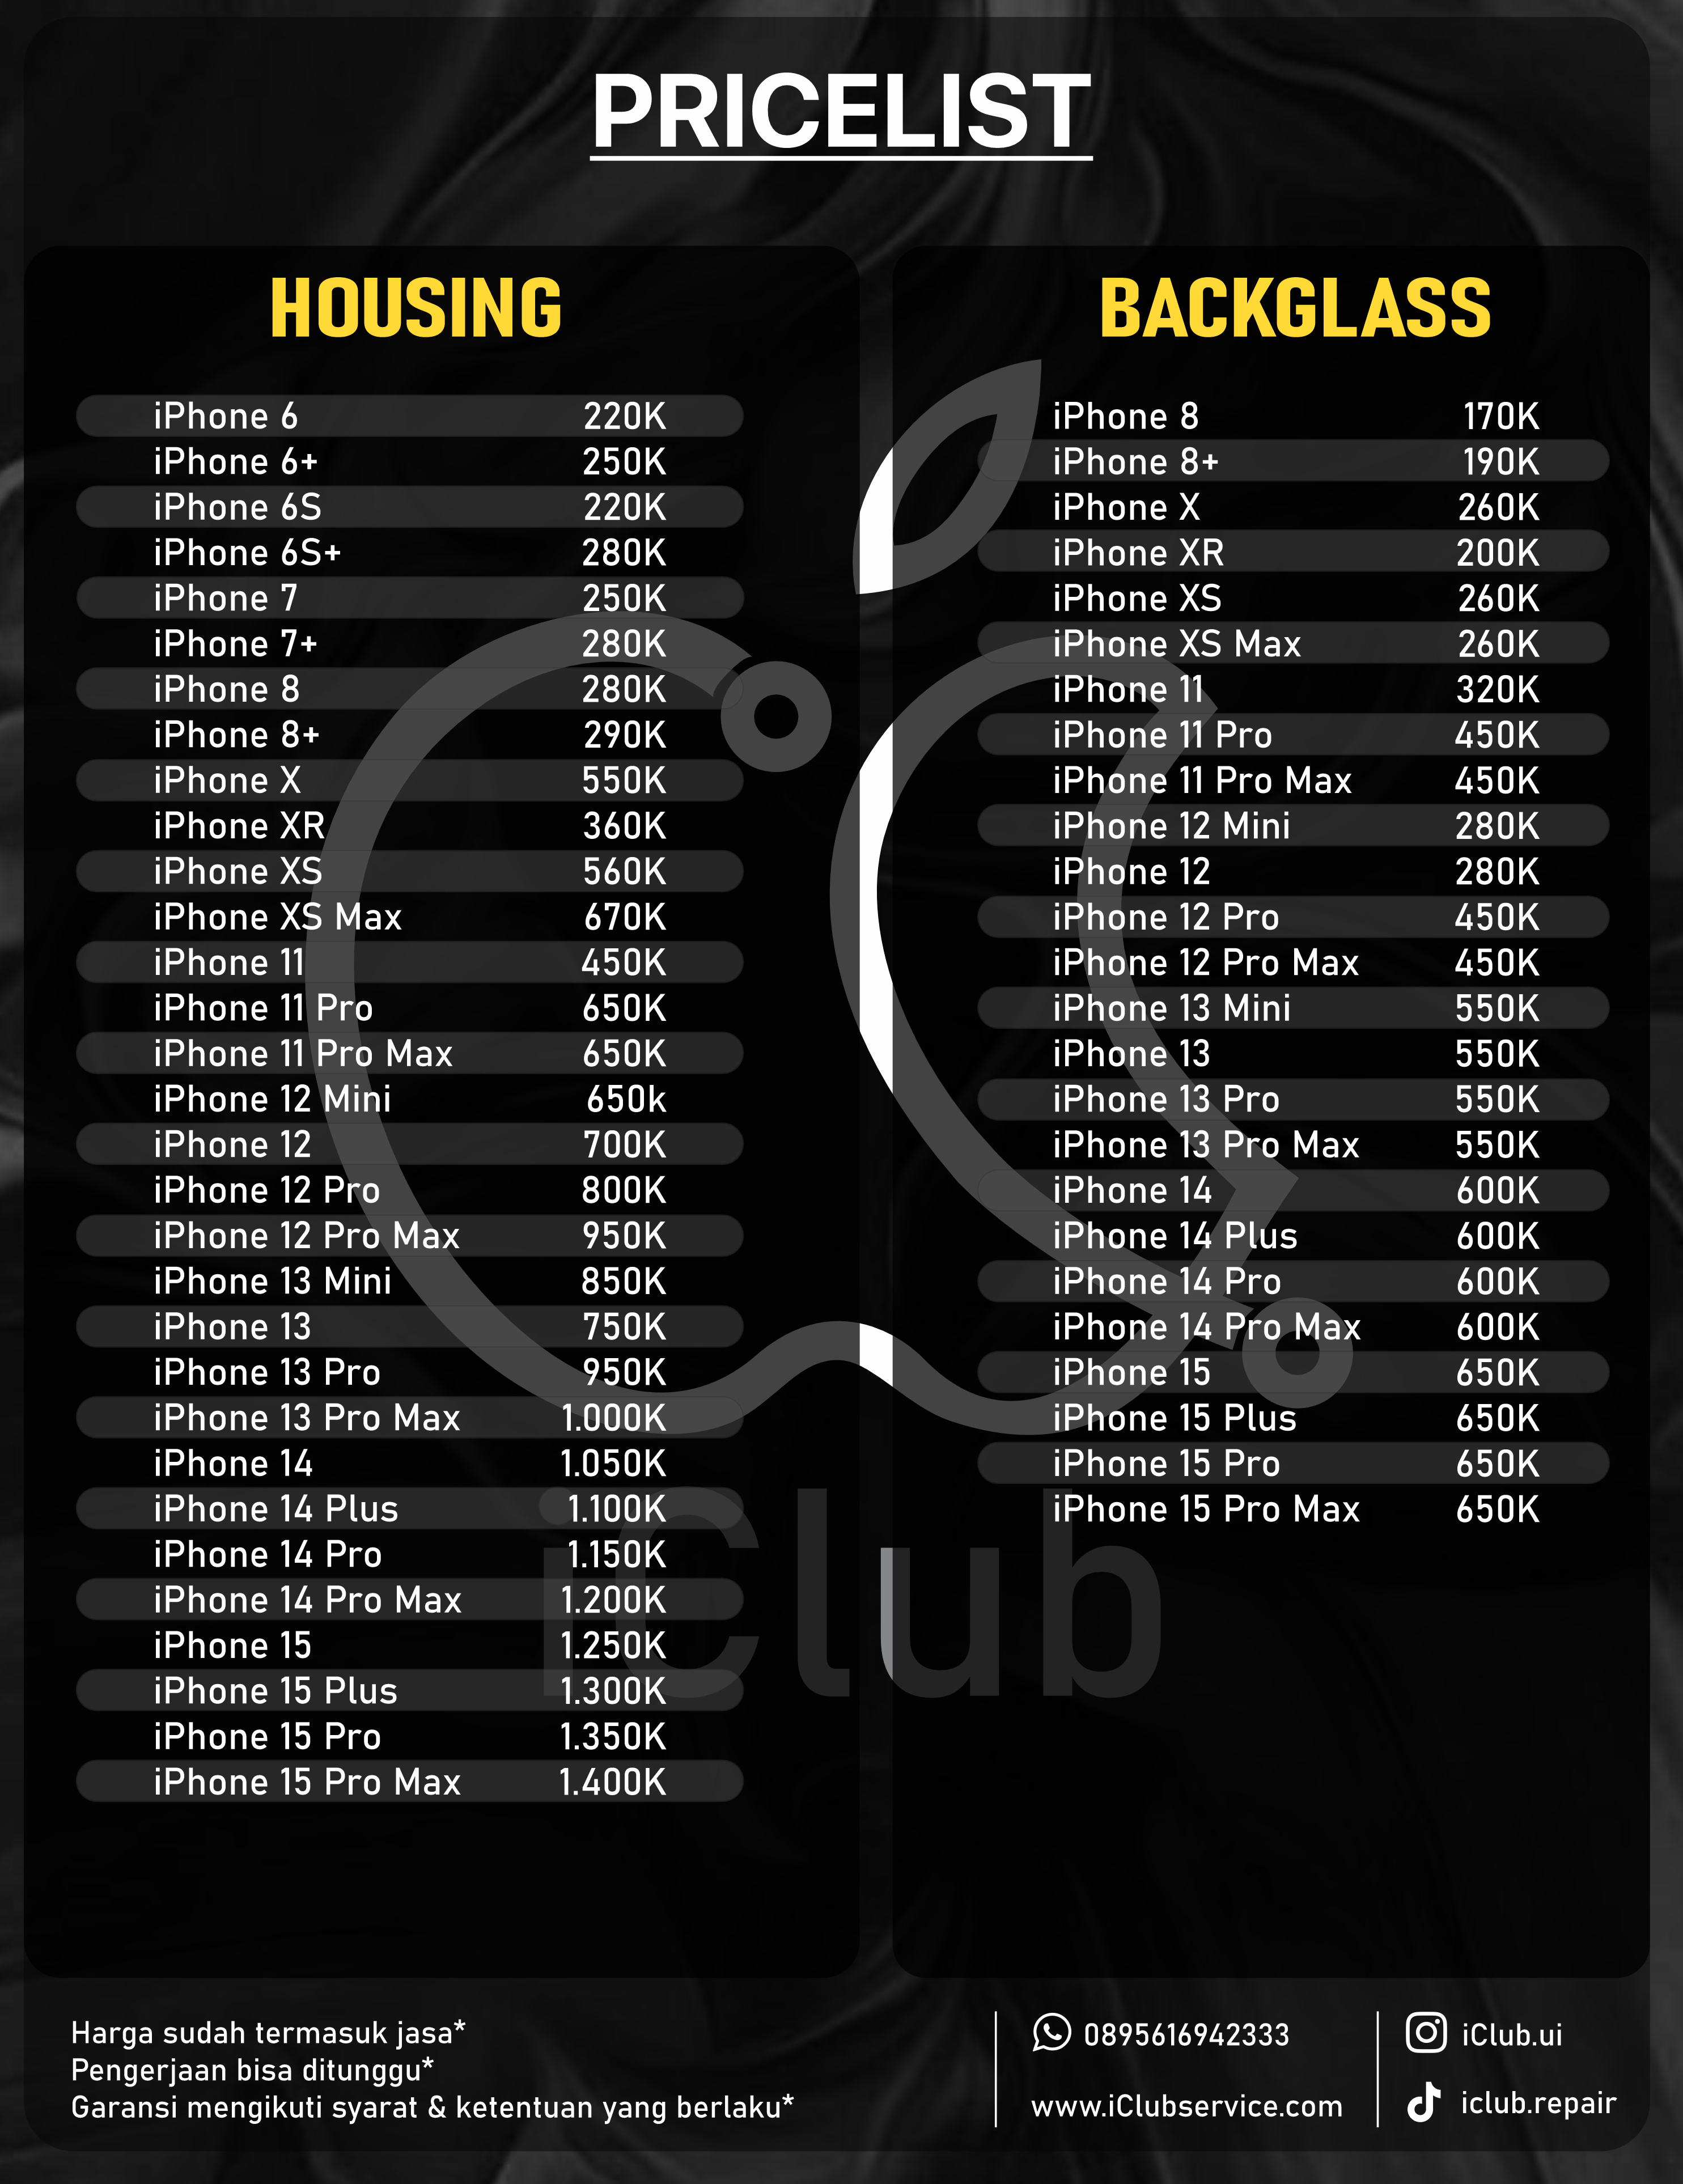 PRICELIST
HOUSING
iPhone 6 220K
iPhone 6+ 250K
iPhone 6S 220K
iPhone 6S+ 280K
iPhone 7 250K
iPhone 7+ 280K
iPhone 8 280K
iPhone 8+ 290K
iPhone X 550K
iPhone XR 360K
iPhone XS 560K
iPhone XS Max 670K
iPhone 11 450K
iPhone 11 Pro 650K
iPhone 11 Pro Max 650K
iPhone 12 Mini 650k
iPhone 12 700K
iPhone 12 Pro 800K
iPhone 12 Pro Max 950K
iPhone 13 Mini 850K
iPhone 13 750K
iPhone 13 Pro 950K
iPhone 13 Pro Max 1.000K
iPhone 14 1.050K
iPhone 14 Plus 1.100K
iPhone 14 Pro 1.150K
iPhone 14 Pro Max 1.200K
iPhone 15 1.250K
iPhone 15 Plus 1.300K
iPhone 15 Pro 1.350K
iPhone 15 Pro Max 1.400K
BACKGLASS
iPhone 8 170K
iPhone 8+ 190K
iPhone X 260K
iPhone XR 200K
iPhone XS 260K
iPhone XS Max 260K
iPhone 11 320K
iPhone 11 Pro 450K
iPhone 11 Pro Max 450K
iPhone 12 Mini 280K
iPhone 12 280K
iPhone 12 Pro 450K
iPhone 12 Pro Max 450K
iPhone 13 Mini 550K
iPhone 13 550K
iPhone 13 Pro 550K
iPhone 13 Pro Max 550K
iPhone 14 600K
iPhone 14 Plus 600K
iPhone 14 Pro 600K
iPhone 14 Pro Max 600K
iPhone 15 650K
iPhone 15 Plus 650K
iPhone 15 Pro 650K
iPhone 15 Pro Max 650K
iClub
Harga sudah termasuk jasa*
Pengerjaan bisa ditunggu*
Garansi mengikuti syarat & ketentuan yang berlaku*
0895616942333
www.iClubservice.com
iClub.ui
iclub.repair